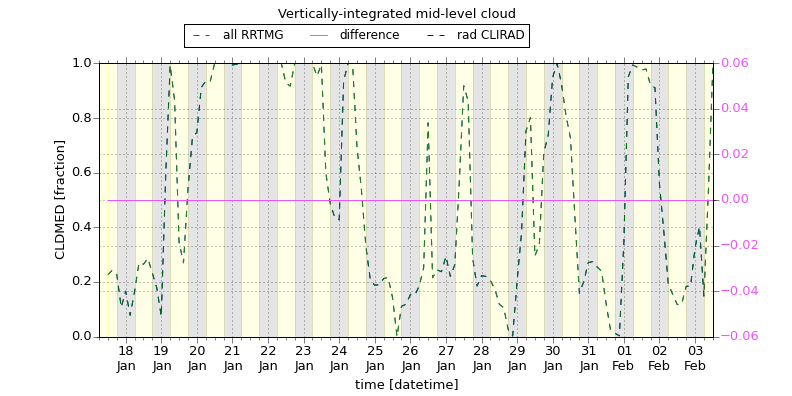 Vertically-integrated mid-level cloud
all RRTMG difference rad CLIRAD
1.0 0.06
0.04
0.8
0.02
0.6
0.00
0.4
−0.02
0.2
−0.04
0.0 −0.06
CLDMED [fraction]
18 19 20 21 22 23 24 25 26 27 28 29 30 31 01 02 03
Jan Jan Jan Jan Jan Jan Jan Jan Jan Jan Jan Jan Jan Jan Feb Feb Feb
time [datetime]